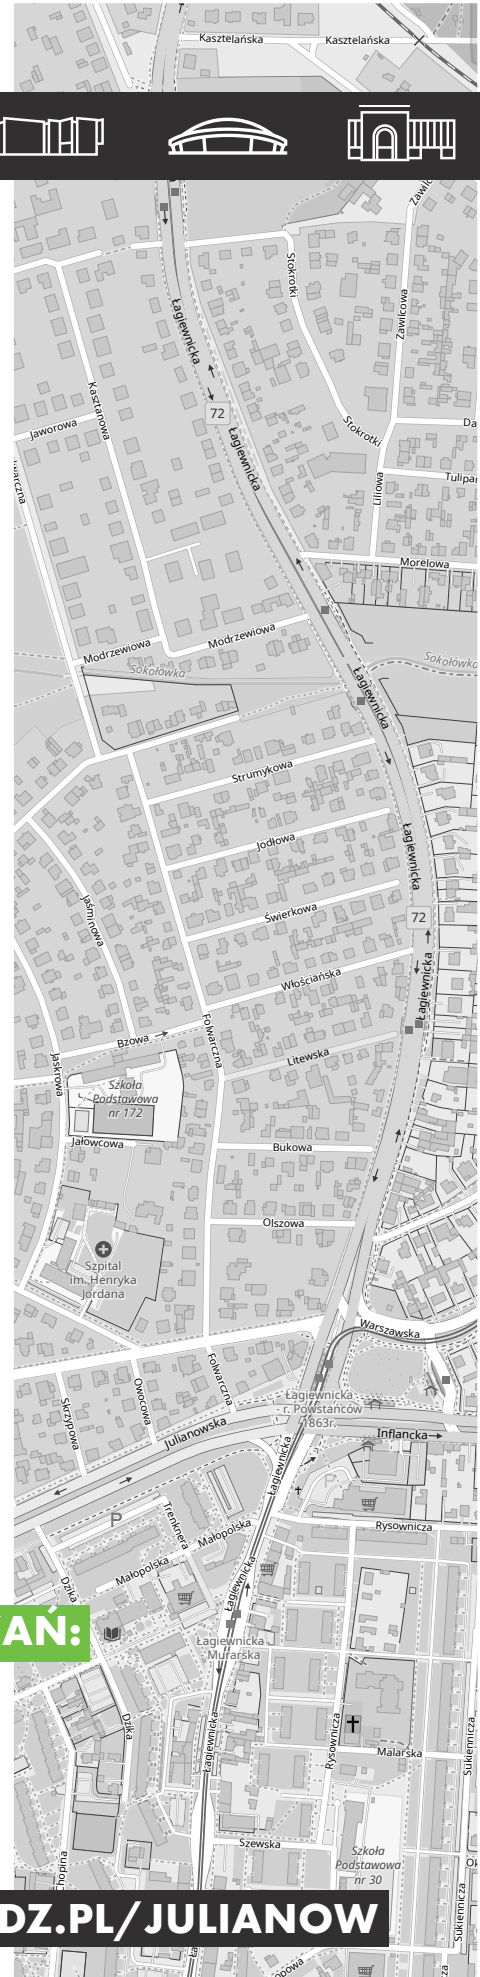 Kasztelańska
Kasztelańska
Stokrotki
Zawilcowa
Łagiewnicka
Kasztanowa
72
Jaworowa
Stokrotki
Łagiewnicka
Liliowa
Morelowa
Modrzewiowa
Modrzewiowa
Sokołówka
Sokołówka
Łagiewnicka
Strumykowa
Jodłowa
Łagiewnicka
Jaśminowa
Świerkowa
72
Włościańska
Łagiewnicka
Folwarczna
Bzowa
Litewska
Jaskrowa
Szkoła
Podstawowa
nr 172
Jałowcowa
Bukowa
Olszowa
Szpital
im. Henryka
Jordana
Warszawska
Folwarczna
Owocowa
Skrzypowa
Łagiewnicka
- r. Powstańców
1863r.
Julianowska
Inflancka
Łagiewnicka
P
P
Trenknera
Rysownicza
Małopolska
Małopolska
Dzika
Łagiewnicka
WAŃ:
Łagiewnicka -
Murarska
Dzika
Łagiewnicka
Rysownicza
Malarska
Sukiennicza
Szewska
Szkoła
Podstawowa
nr 30
Sukiennicza
DZ.PL/JULIANOW